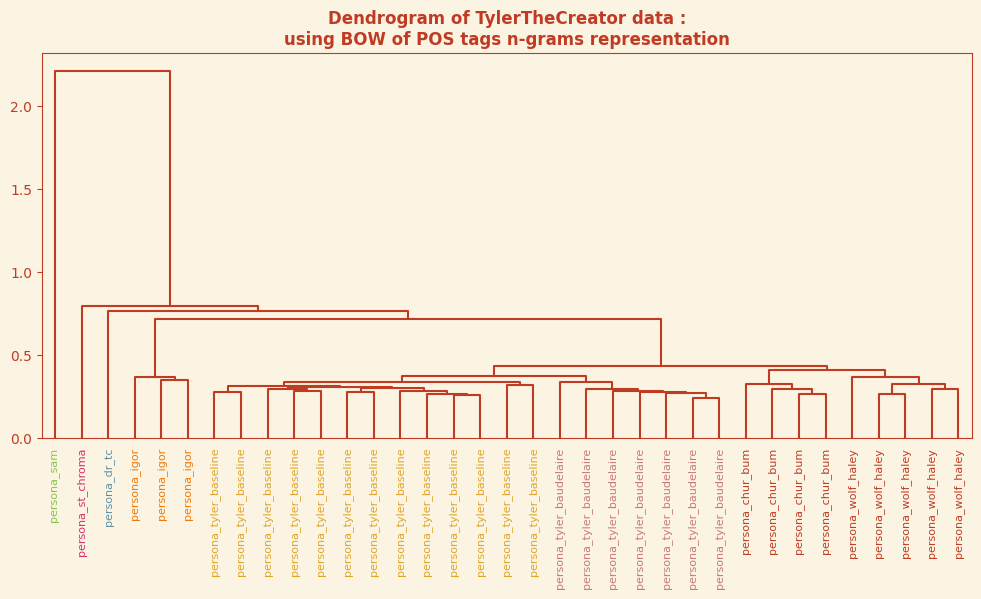 Dendrogram of TylerTheCreator data :
using BOW of POS tags n-grams representation
2.0
1.5
1.0
0.5
0.0
persona_sam
persona_st_chroma
persona_dr_tc
persona_igor
persona_igor
persona_igor
persona_tyler_baseline
persona_tyler_baseline
persona_tyler_baseline
persona_tyler_baseline
persona_tyler_baseline
persona_tyler_baseline
persona_tyler_baseline
persona_tyler_baseline
persona_tyler_baseline
persona_tyler_baseline
persona_tyler_baseline
persona_tyler_baseline
persona_tyler_baseline
persona_tyler_baudelaire
persona_tyler_baudelaire
persona_tyler_baudelaire
persona_tyler_baudelaire
persona_tyler_baudelaire
persona_tyler_baudelaire
persona_tyler_baudelaire
persona_chur_bum
persona_chur_bum
persona_chur_bum
persona_chur_bum
persona_wolf_haley
persona_wolf_haley
persona_wolf_haley
persona_wolf_haley
persona_wolf_haley